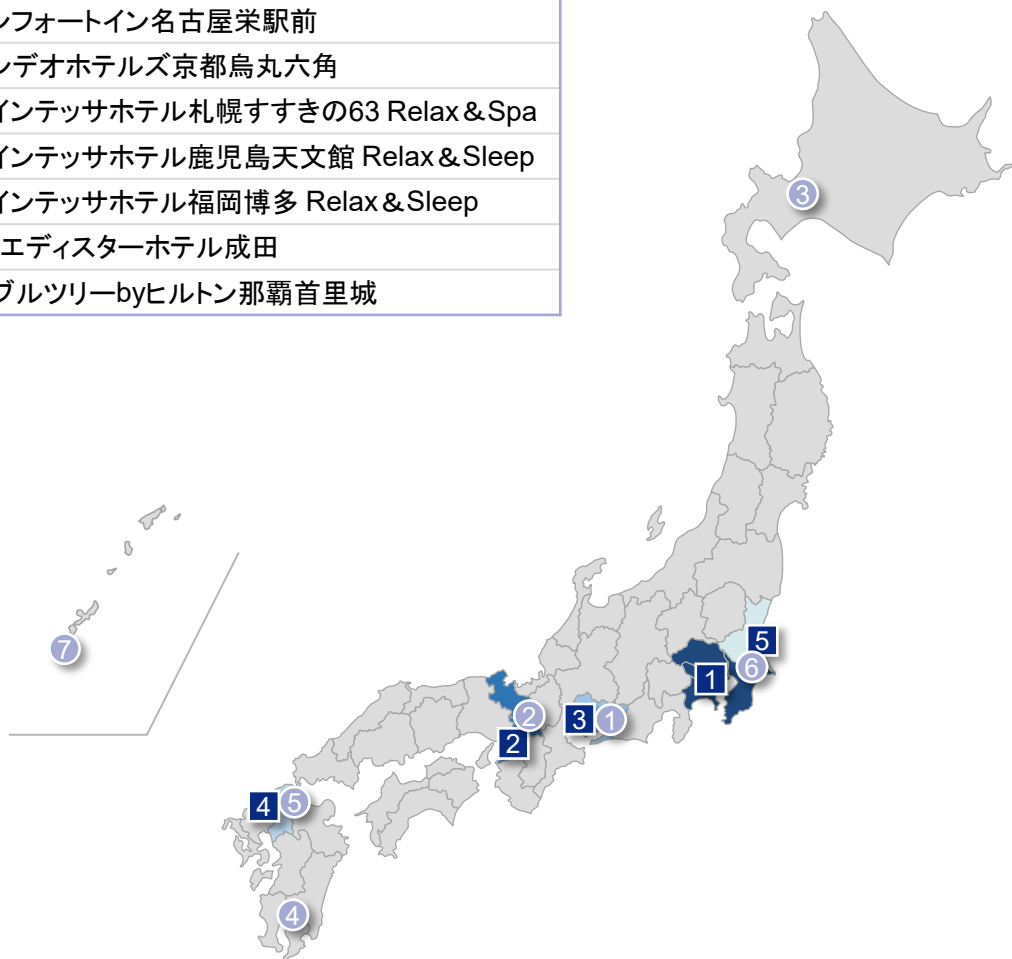 ンフォートイン名古屋栄駅前
ンデオホテルズ京都烏丸六角
インテッサホテル札幌すすきの63 Relax&Spa
インテッサホテル鹿児島天文館 Relax&Sleep
インテッサホテル福岡博多 Relax&Sleep
エディスターホテル成田
ブルツリーbyヒルトン那覇首里城
3
7
5
6
1
2
3
1
2
4
5
4